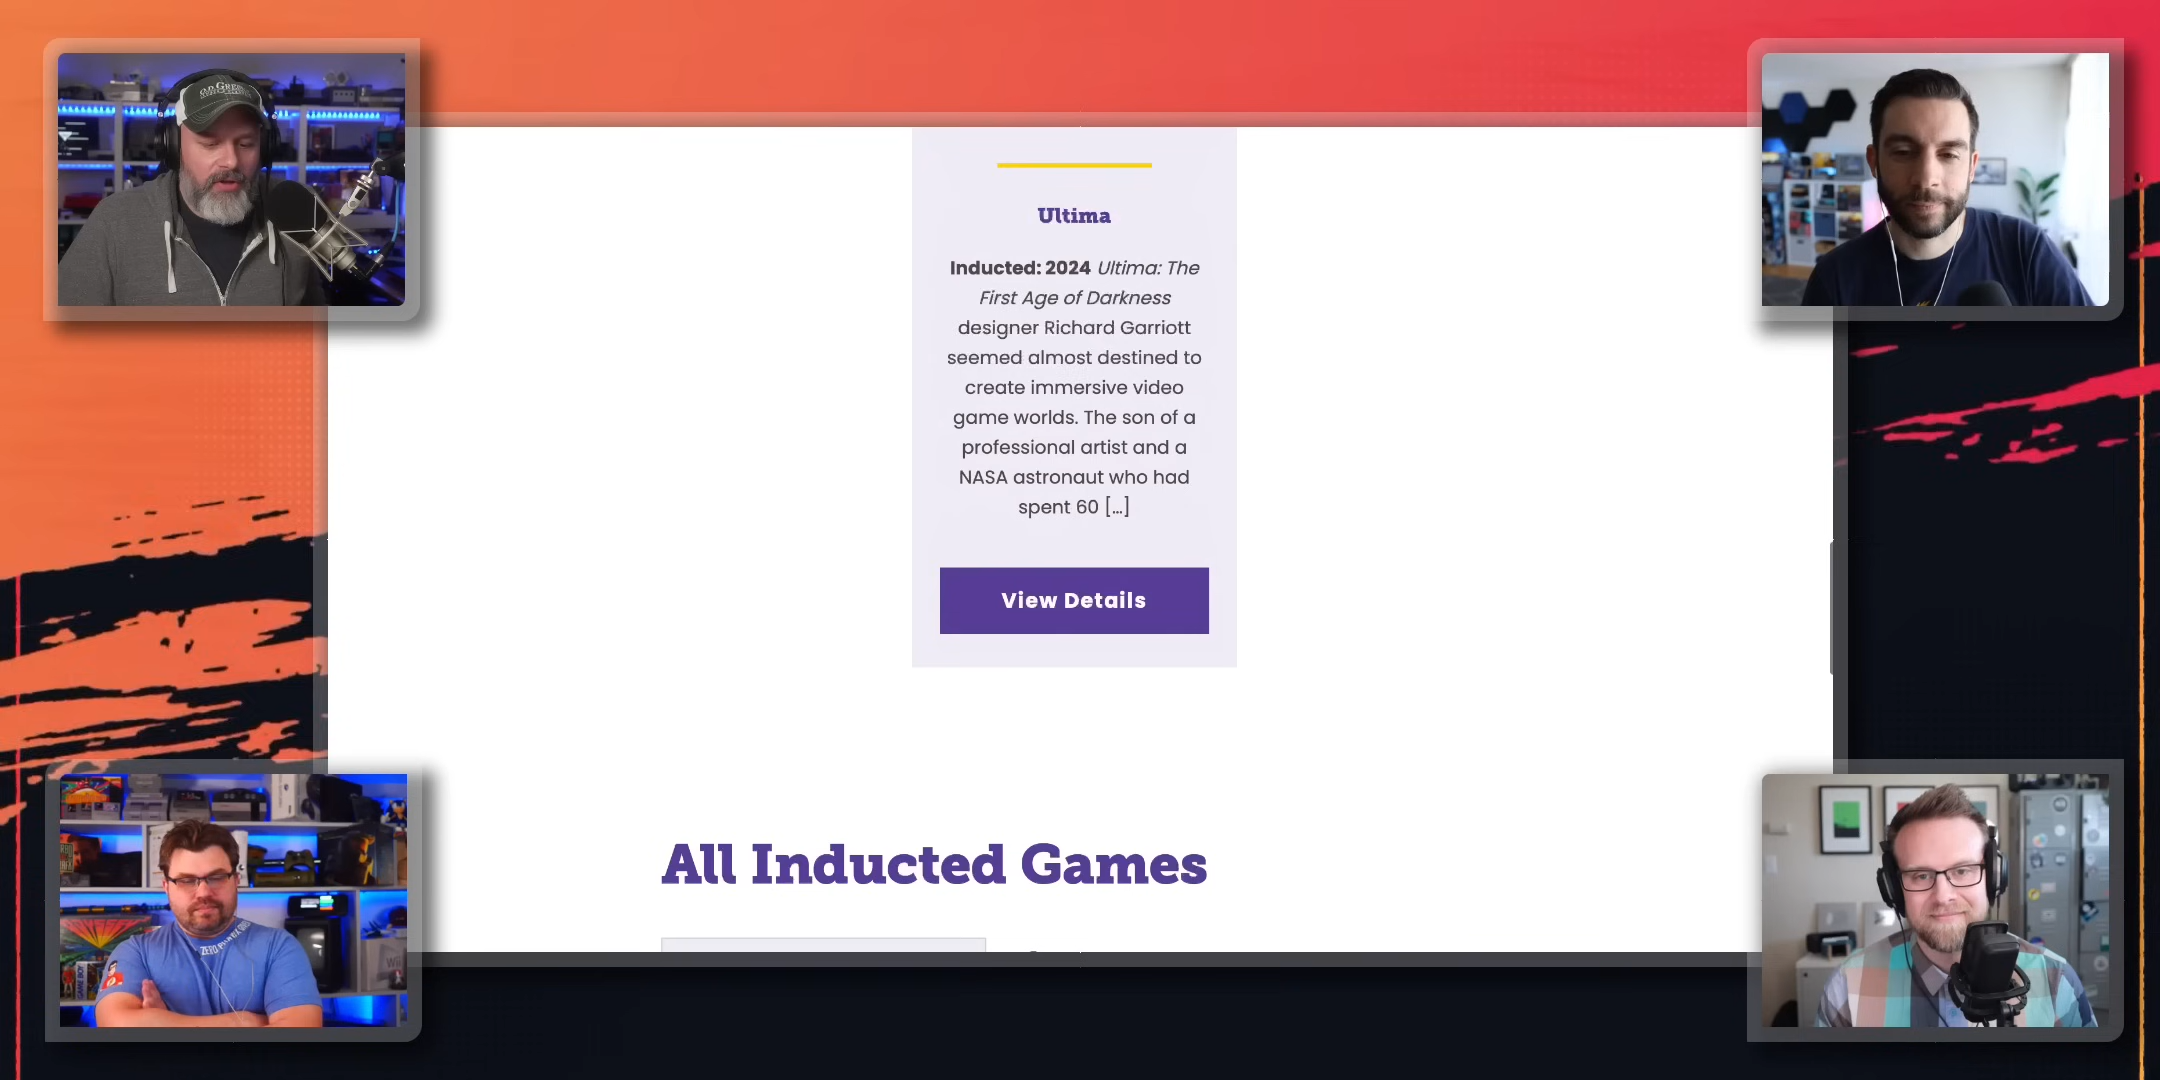 Ultima
Inducted: 2024 Ultima: The
First Age of Darkness
designer Richard Garriott
seemed almost destined to
create immersive video
game worlds. The son of a
professional artist and a
NASA astronaut who had
spent 60 [...]
View Details
All Inducted Games